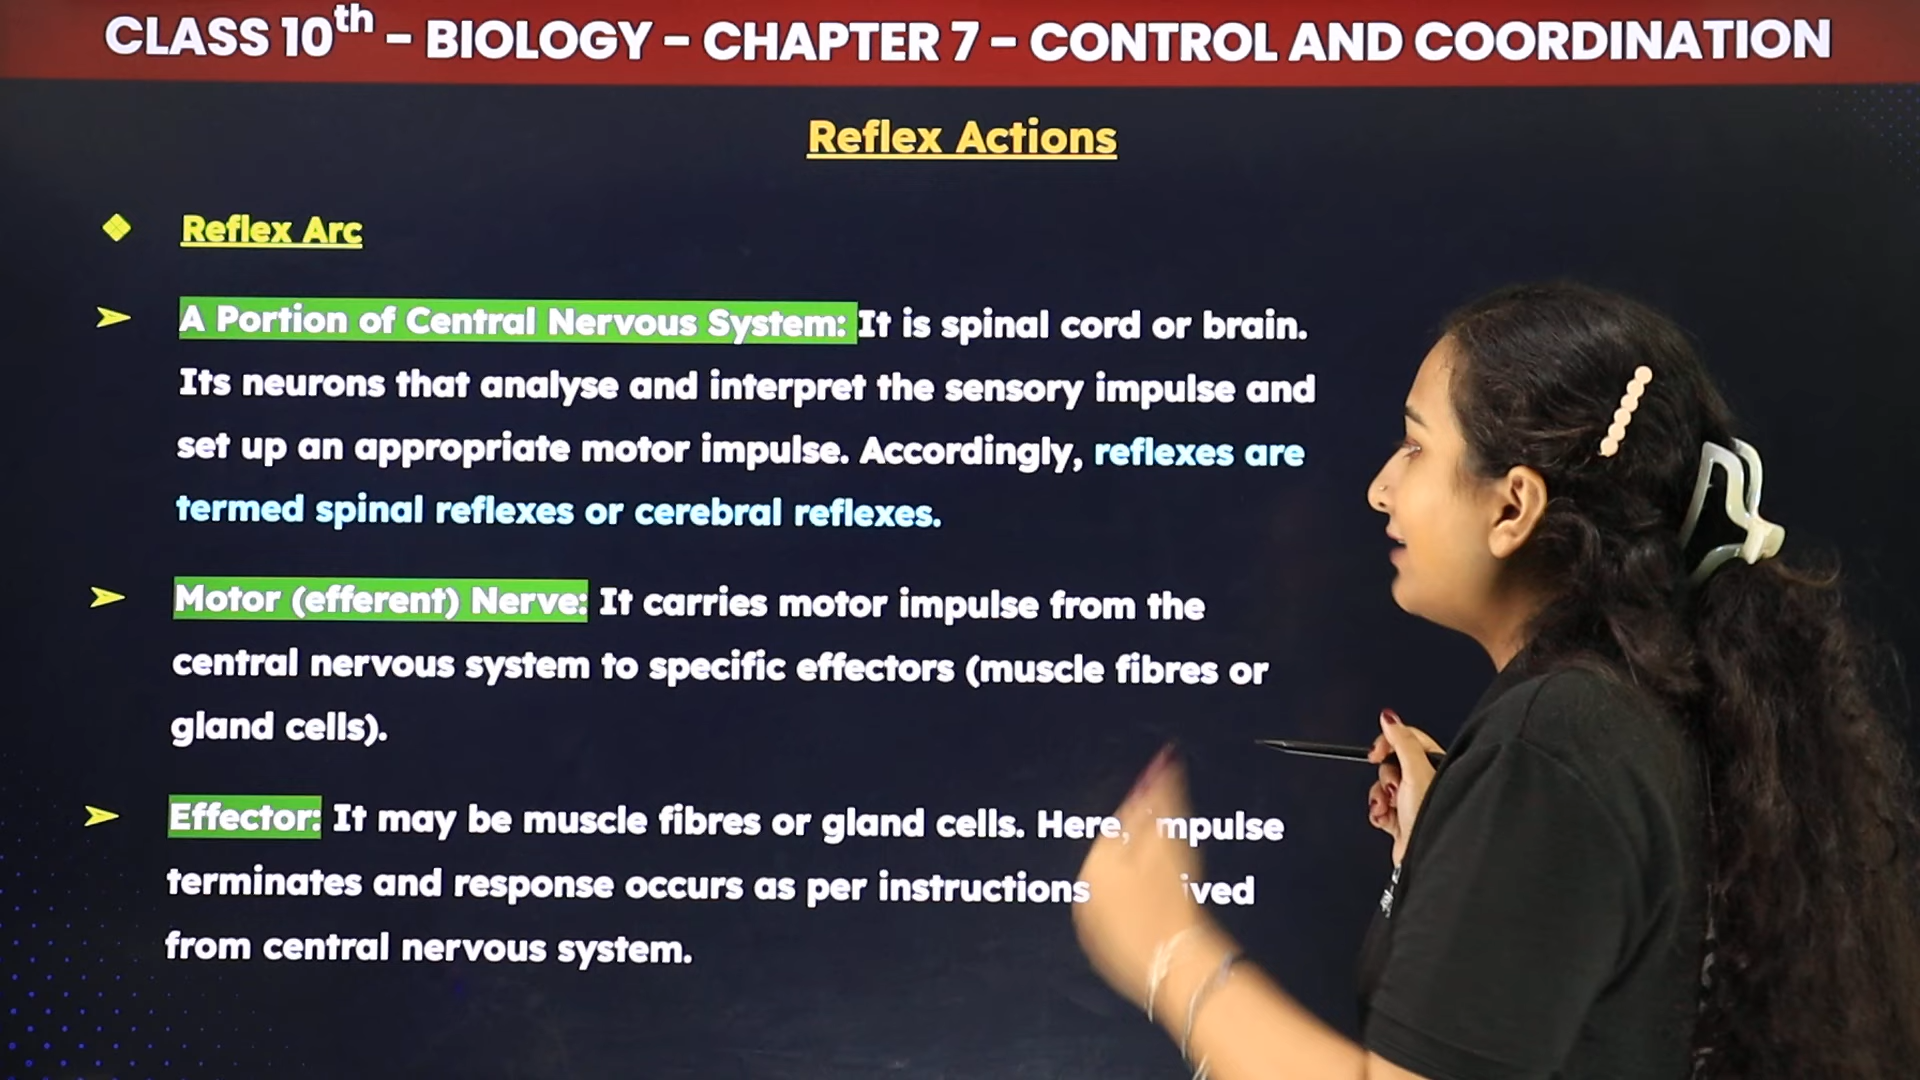 CLASS 10th – BIOLOGY – CHAPTER 7 – CONTROL AND COORDINATION
Reflex Actions
Reflex Arc
A Portion of Central Nervous System: It is spinal cord or brain.
Its neurons that analyse and interpret the sensory impulse and
set up an appropriate motor impulse. Accordingly, reflexes are
termed spinal reflexes or cerebral reflexes.
Motor (efferent) Nerve: It carries motor impulse from the
central nervous system to specific effectors (muscle fibres or
gland cells).
Effector: It may be muscle fibres or gland cells. Here, mpulse
terminates and response occurs as per instructions ived
from central nervous system.